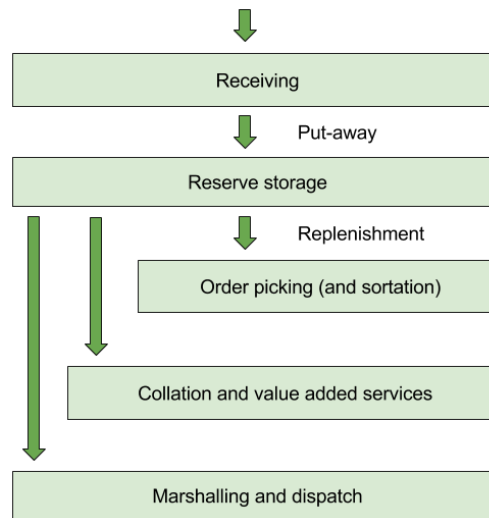 Receiving
Put-away
Reserve storage
Replenishment
Order picking (and sortation)
Collation and value added services
Marshalling and dispatch